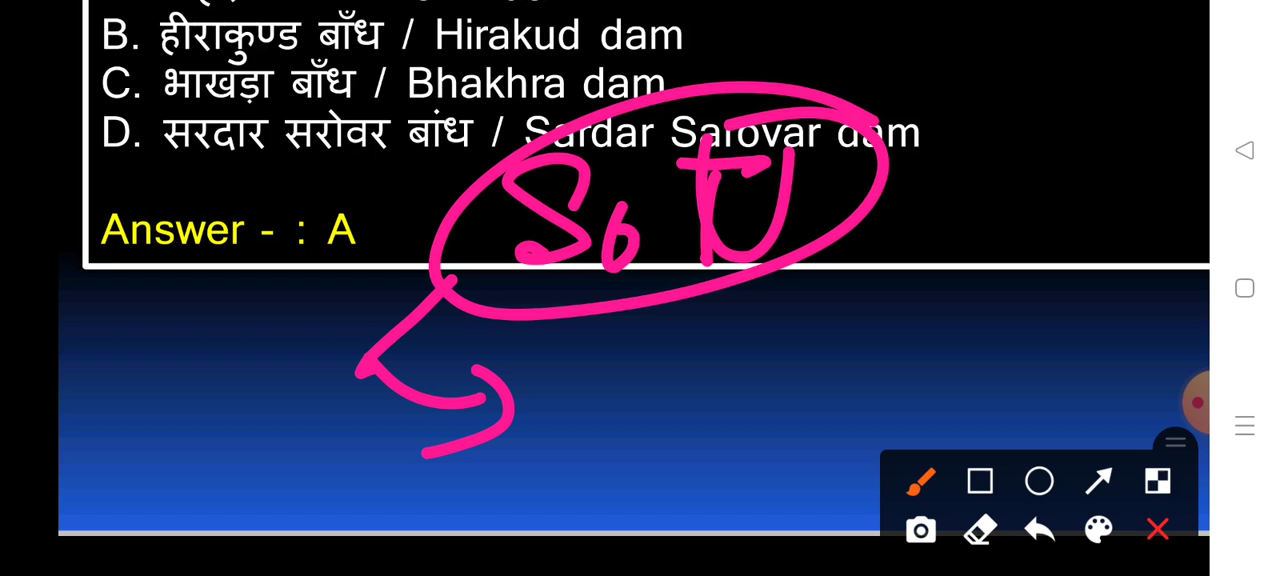 B. हीराकुण्ड बाँध / Hirakud dam
C. भाखड़ा बाँध / Bhakhra dam
D. सरदार सरोवर बांध / Sardar Sarovar dam
Answer - : A